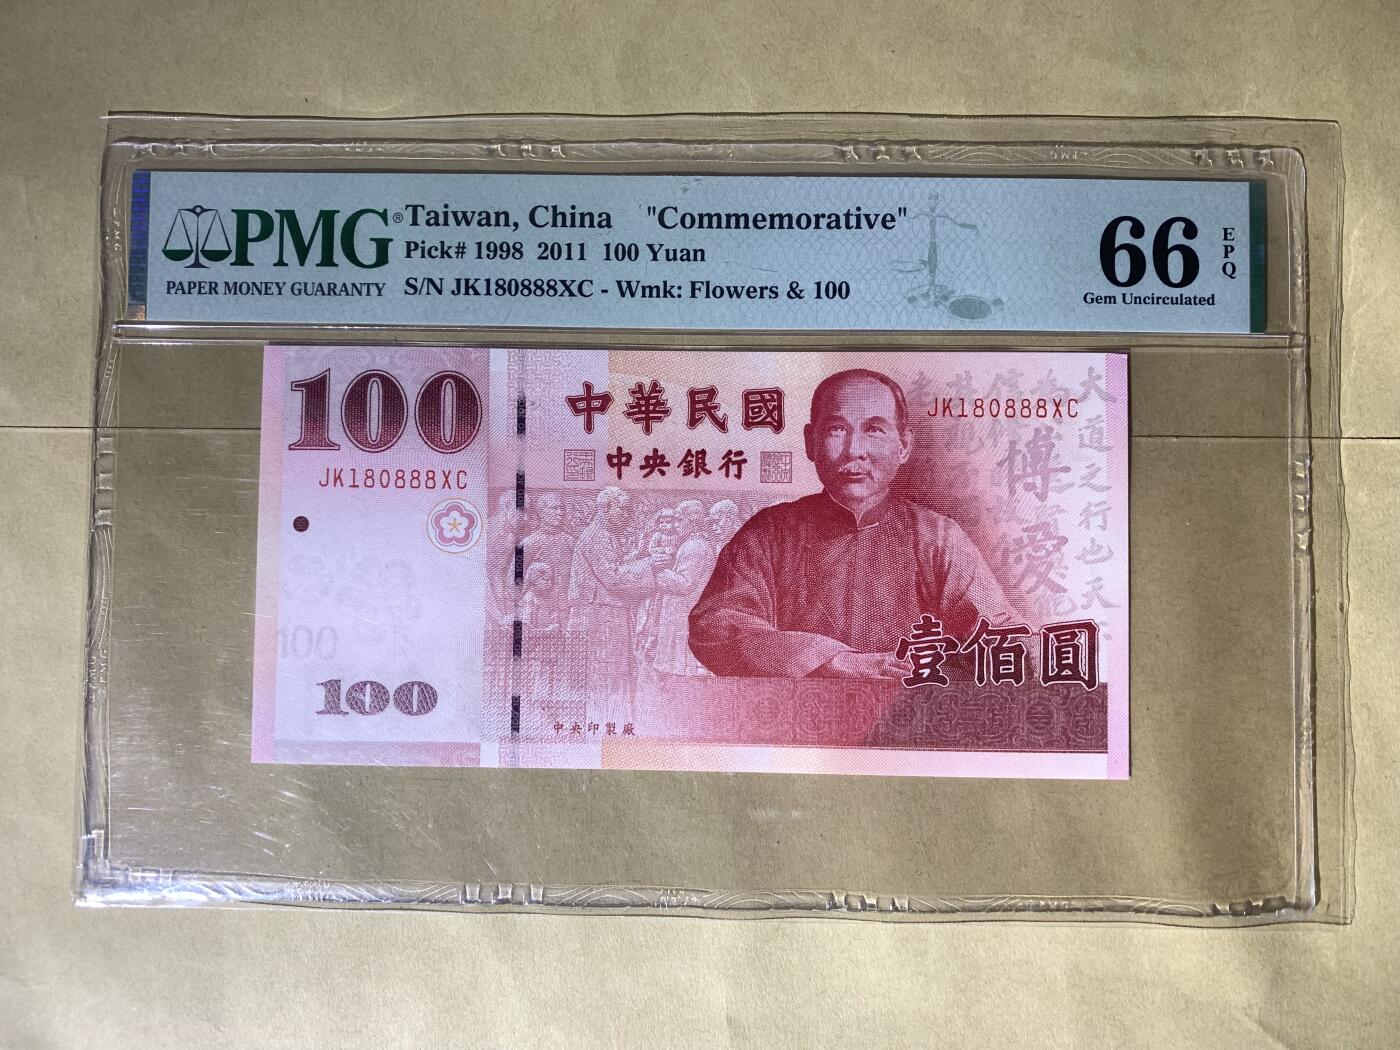 PMG® Taiwan, China "Commemorative"
Pick# 1998 2011 100 Yuan
PAPER MONEY GUARANTY S/N JK180888XC - Wmk: Flowers & 100
66 EPQ
Gem Uncirculated
100
中華民國
JK180888XC
中央銀行
JK180888XC
大道之行也天
博愛
壹佰圓
100
100
中央印製廠